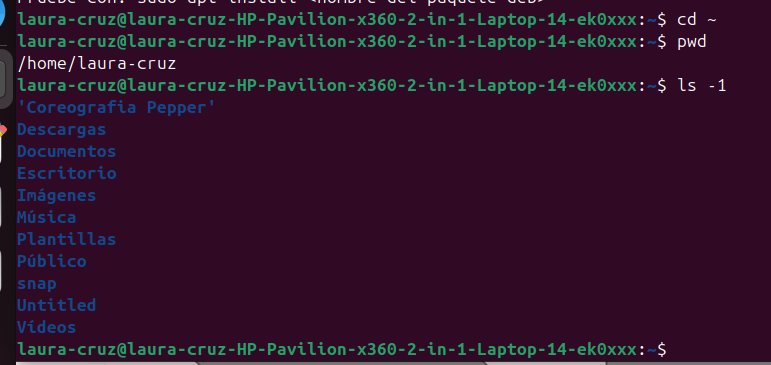 Pruebe con: sudo apt install <nombre del paquete deb>
laura-cruz@laura-cruz-HP-Pavilion-x360-2-in-1-Laptop-14-ek0xxx:~$ cd ~
laura-cruz@laura-cruz-HP-Pavilion-x360-2-in-1-Laptop-14-ek0xxx:~$ pwd
/home/laura-cruz
laura-cruz@laura-cruz-HP-Pavilion-x360-2-in-1-Laptop-14-ek0xxx:~$ ls -1
'Coreografia Pepper'
Descargas
Documentos
Escritorio
Imágenes
Música
Plantillas
Público
snap
Untitled
Vídeos
laura-cruz@laura-cruz-HP-Pavilion-x360-2-in-1-Laptop-14-ek0xxx:~$